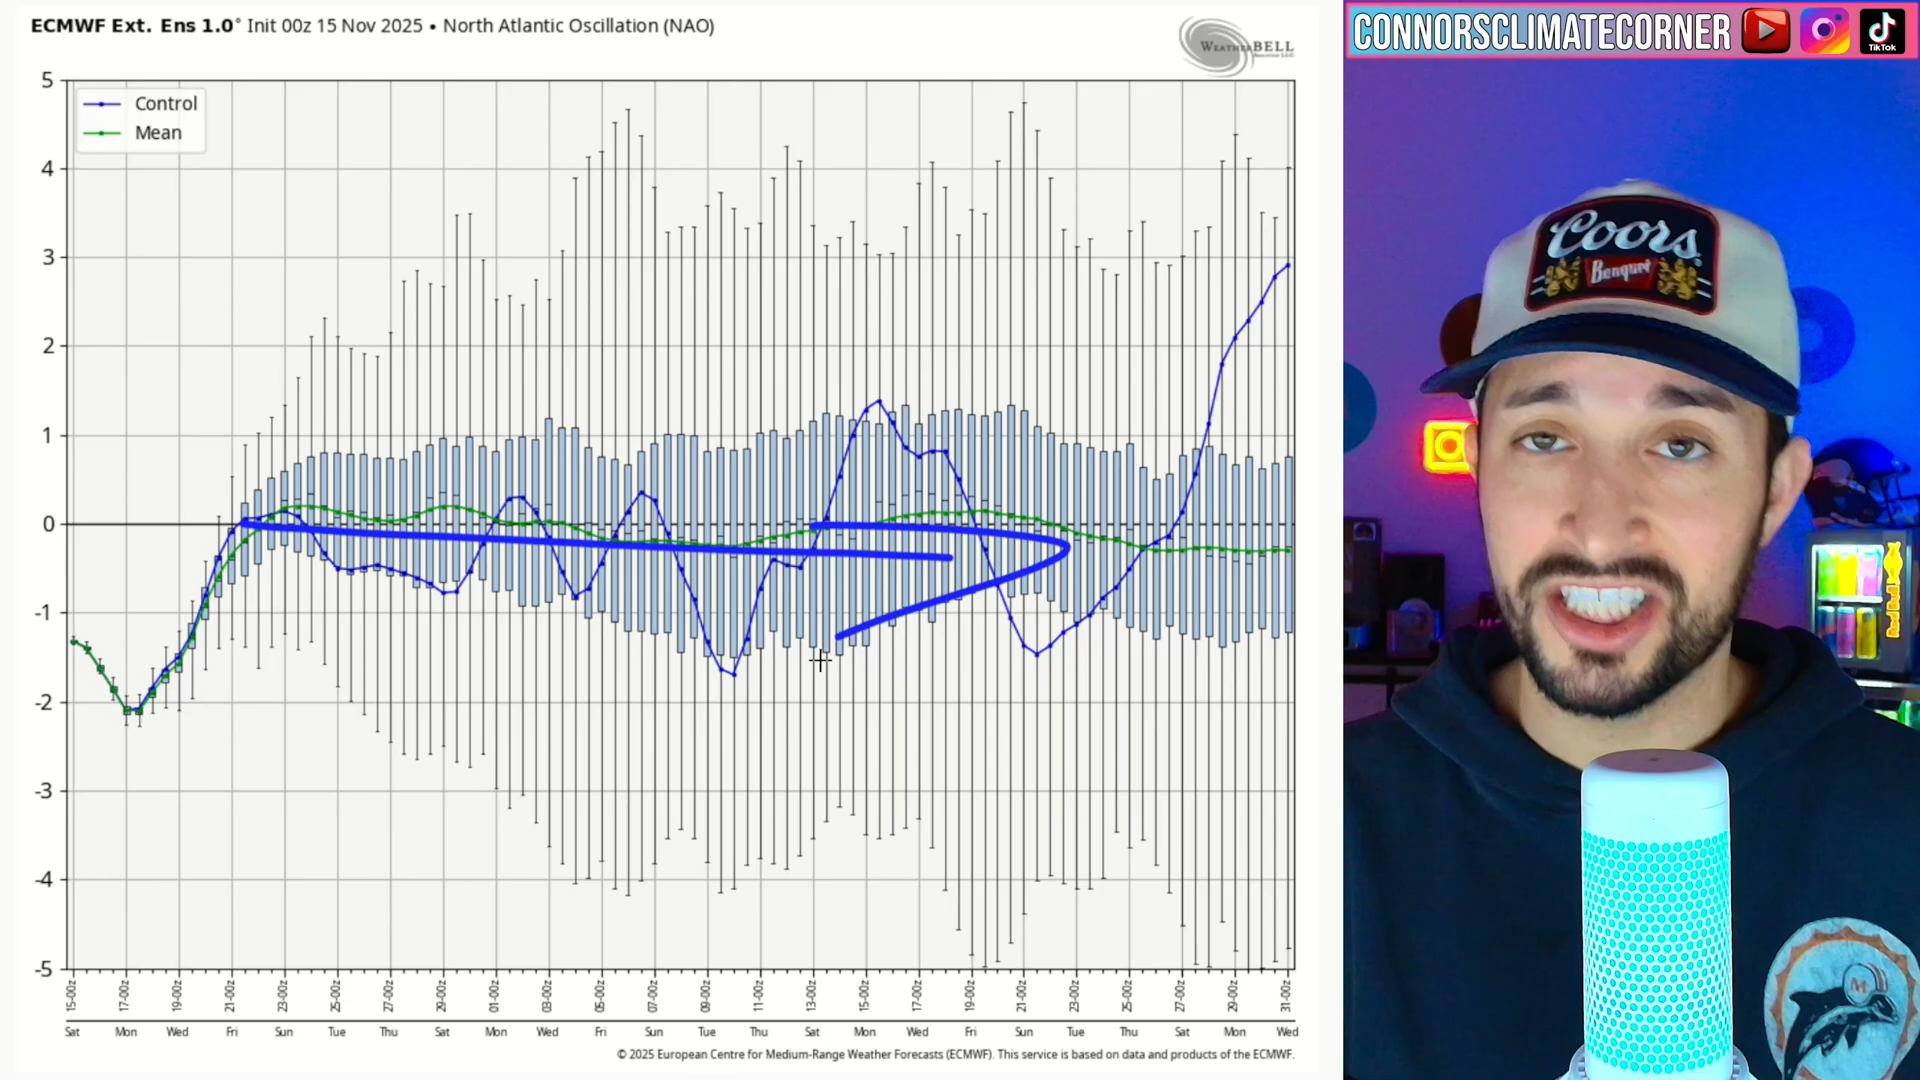 ECMWF Ext. Ens 1.0° Init 00z 15 Nov 2025 • North Atlantic Oscillation (NAO)
WEATHERBELL
CONNORSCLIMATECORNER
TikTok
Control
Mean
5
4
3
2
1
0
-1
-2
-3
-4
-5
Coors
Banquet
Red Bull
M
15-00z 17-00z 19-00z 21-00z 23-00z 25-00z 27-00z 29-00z 01-00z 03-00z 05-00z 07-00z 09-00z 11-00z 13-00z 15-00z 17-00z 19-00z 21-00z 23-00z 25-00z 27-00z 29-00z 31-00z
Sat Mon Wed Fri Sun Tue Thu Sat Mon Wed Fri Sun Tue Thu Sat Mon Wed Fri Sun Tue Thu Sat Mon Wed
© 2025 European Centre for Medium-Range Weather Forecasts (ECMWF). This service is based on data and products of the ECMWF.